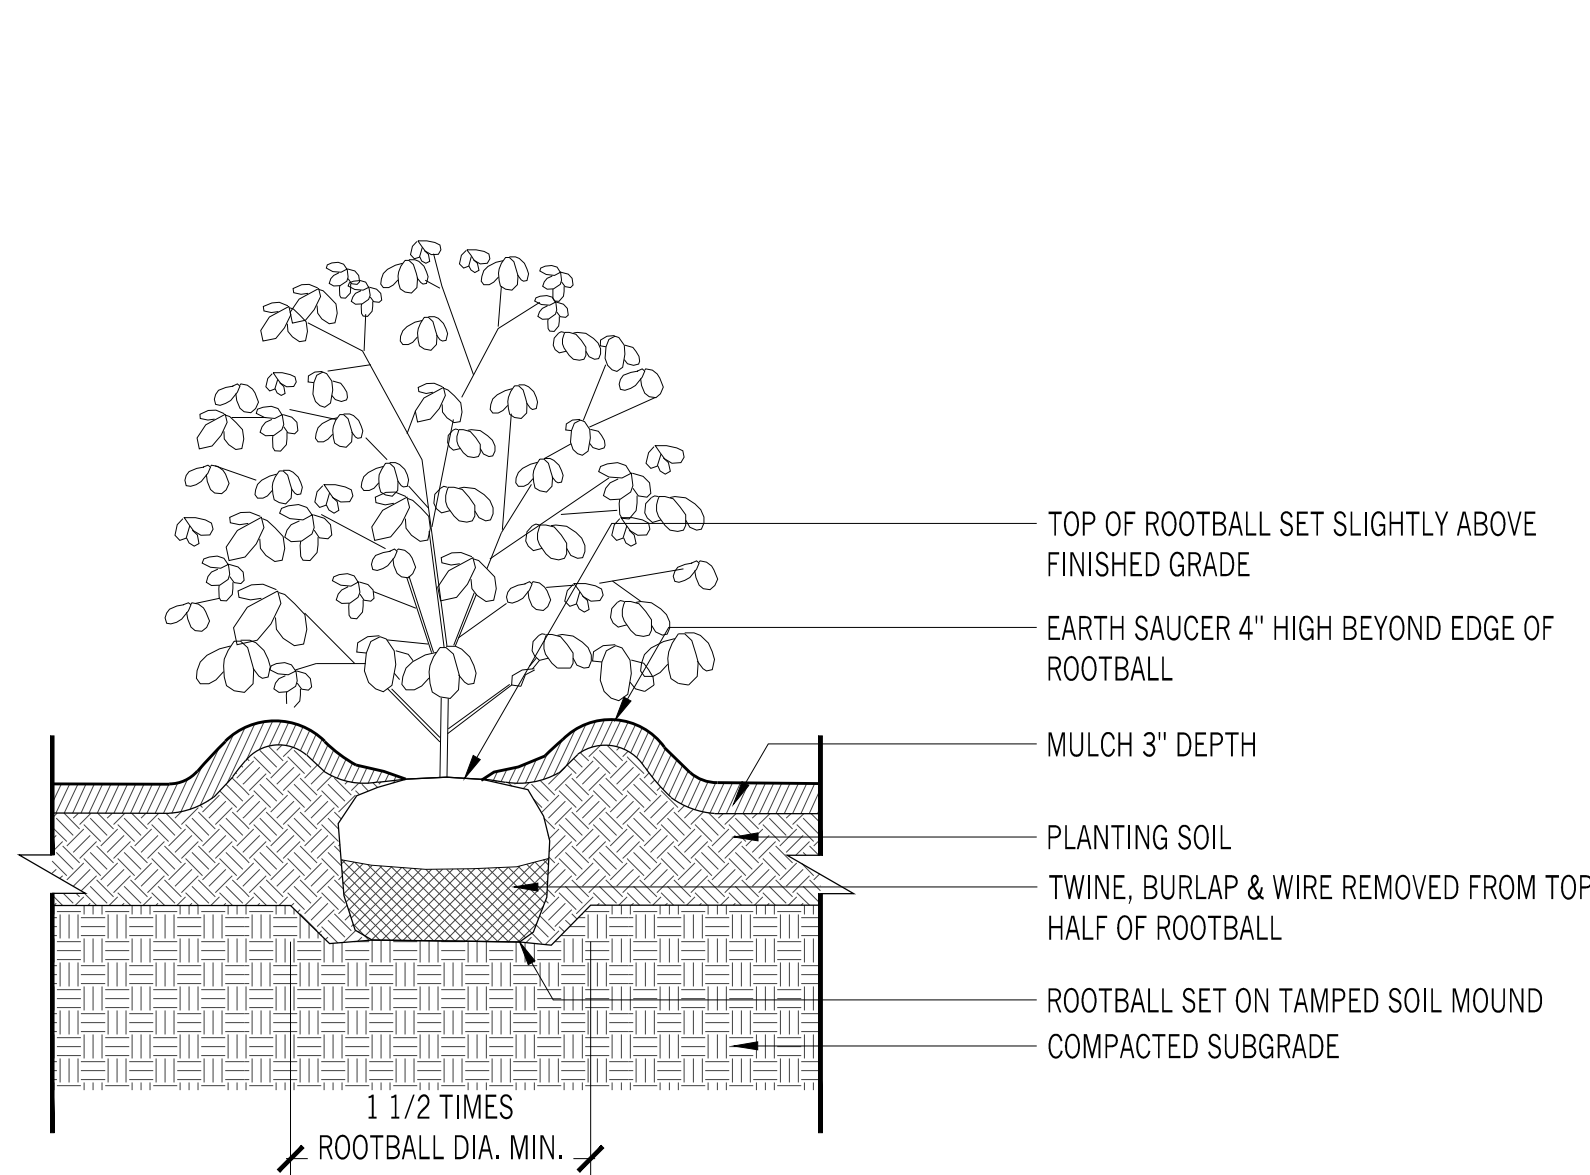 TOP OF ROOTBALL SET SLIGHTLY ABOVE
FINISHED GRADE
EARTH SAUCER 4" HIGH BEYOND EDGE OF
ROOTBALL
MULCH 3" DEPTH
PLANTING SOIL
TWINE, BURLAP & WIRE REMOVED FROM TOP
HALF OF ROOTBALL
ROOTBALL SET ON TAMPED SOIL MOUND
COMPACTED SUBGRADE
1 1/2 TIMES
ROOTBALL DIA. MIN.